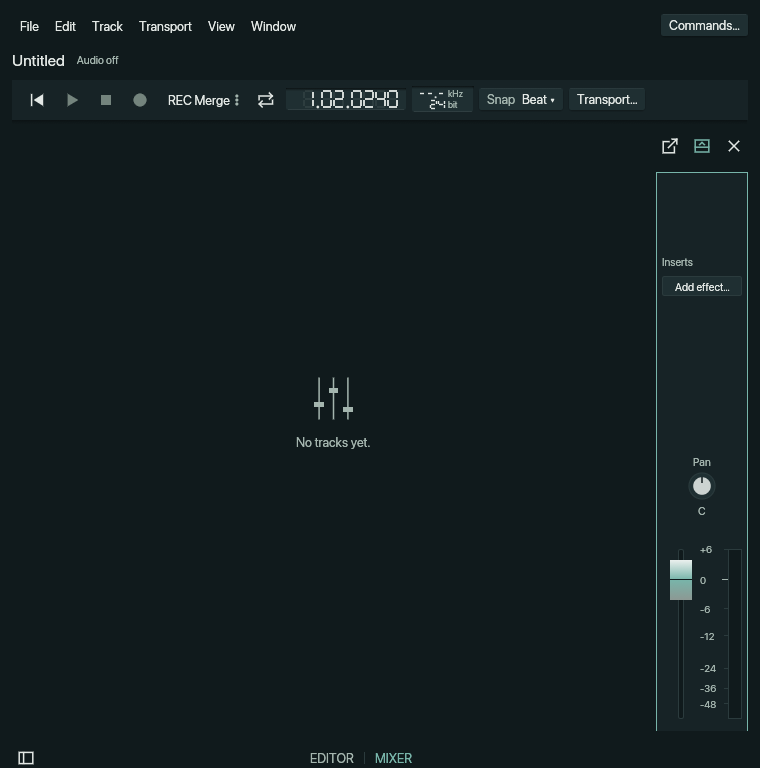 File Edit Track Transport View Window Commands...
Untitled Audio off
REC Merge 1.02.0240 --.- kHz 24 bit Snap Beat Transport...
Inserts
Add effect...
No tracks yet.
Pan
C
+6
0
-6
-12
-24
-36
-48
EDITOR MIXER